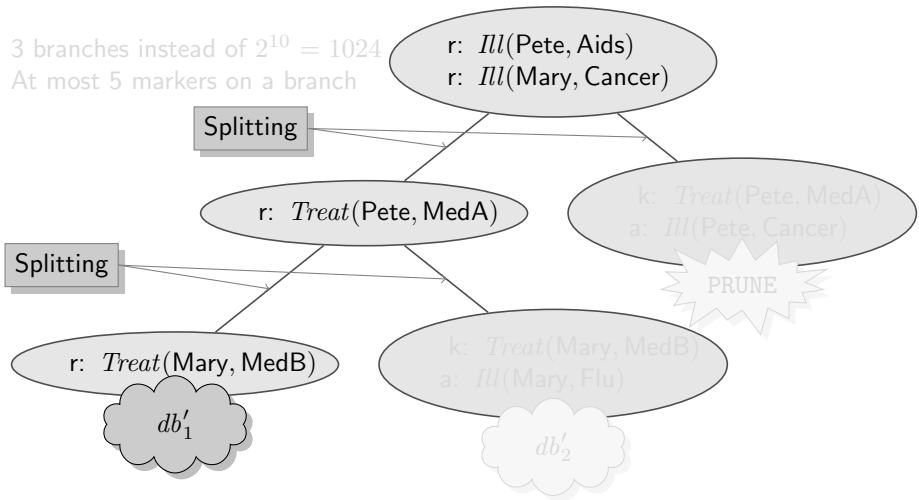 3 branches instead of 2^{10} = 1024
At most 5 markers on a branch
r: Ill(Pete, Aids)
r: Ill(Mary, Cancer)
Splitting
r: Treat(Pete, MedA)
k: Treat(Pete, MedA)
a: Ill(Pete, Cancer)
PRUNE
Splitting
r: Treat(Mary, MedB)
db′₁
k: Treat(Mary, MedB)
a: Ill(Mary, Flu)
db′₂